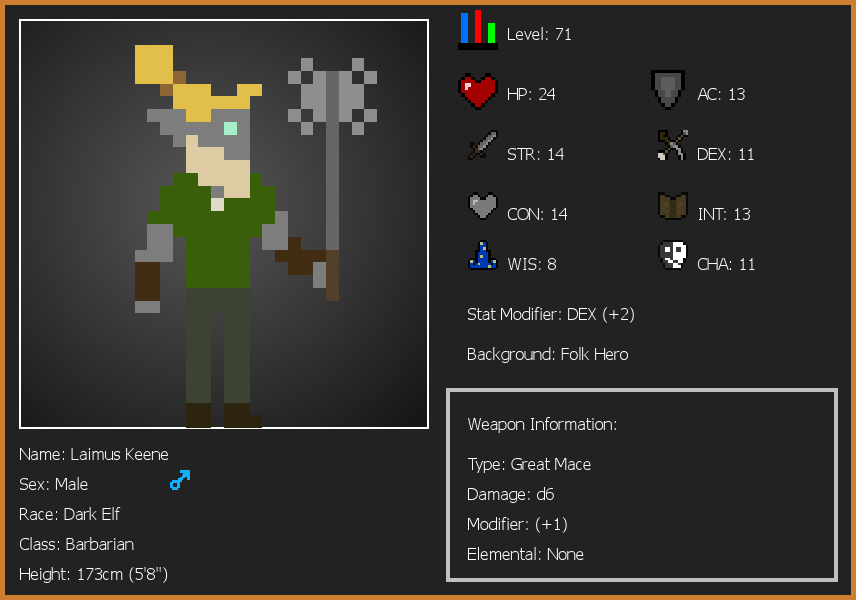 Level: 71
HP: 24
AC: 13
STR: 14
DEX: 11
CON: 14
INT: 13
WIS: 8
CHA: 11
Stat Modifier: DEX (+2)
Background: Folk Hero
Weapon Information:
Type: Great Mace
Damage: d6
Modifier: (+1)
Elemental: None
Name: Laimus Keene
Sex: Male
Race: Dark Elf
Class: Barbarian
Height: 173cm (5'8")